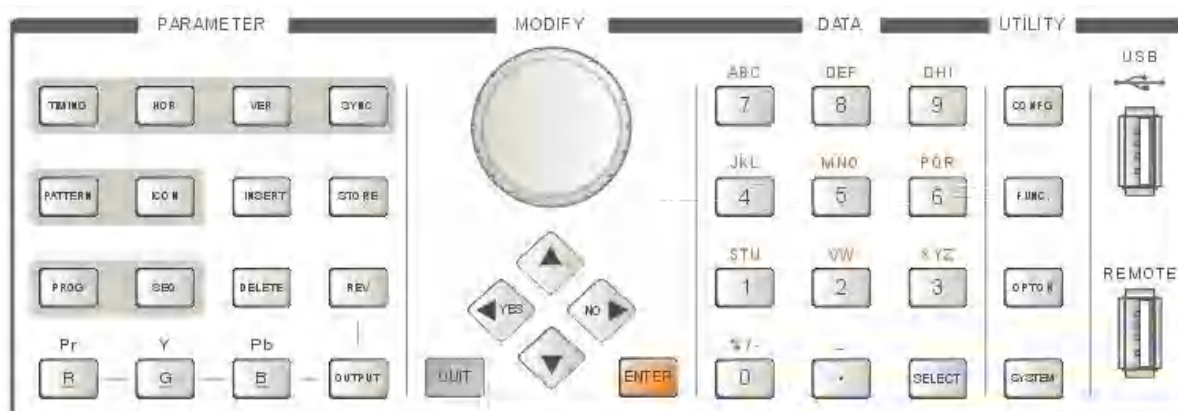 PARAMETER MODIFY DATA UTILITY
USB
ABC DEF GHI
TIMING HOR VER SYNC 7 8 9 CONFG
JKL MNO PQR
PATTERN ICON INSERT STORE 4 5 6 FUNC.
STU VW XYZ
REMOTE
PROG SEQ DELETE REV YES NO 1 2 3 OPTON
Pr Y Pb %/- _
R G B OUTPUT QUIT ENTER 0 . SELECT SYSTEM